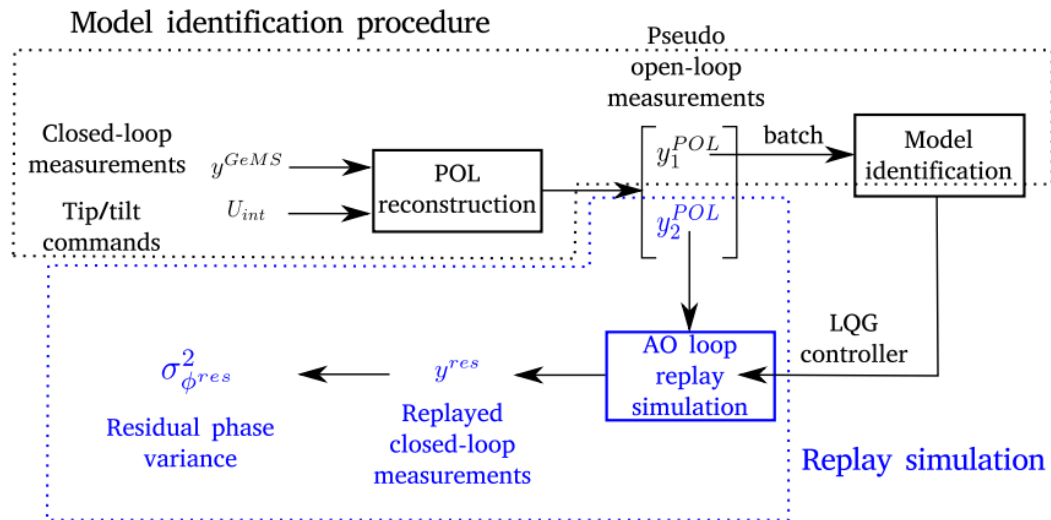 Model identification procedure
Pseudo
open-loop
measurements
Closed-loop
measurements
y^{GeMS}
Tip/tilt
commands
U_{int}
POL
reconstruction
y_1^{POL}
y_2^{POL}
batch
Model
identification
LQG
controller
AO loop
replay
simulation
y^{res}
Replayed
closed-loop
measurements
σ^2_{ϕ^{res}}
Residual phase
variance
Replay simulation